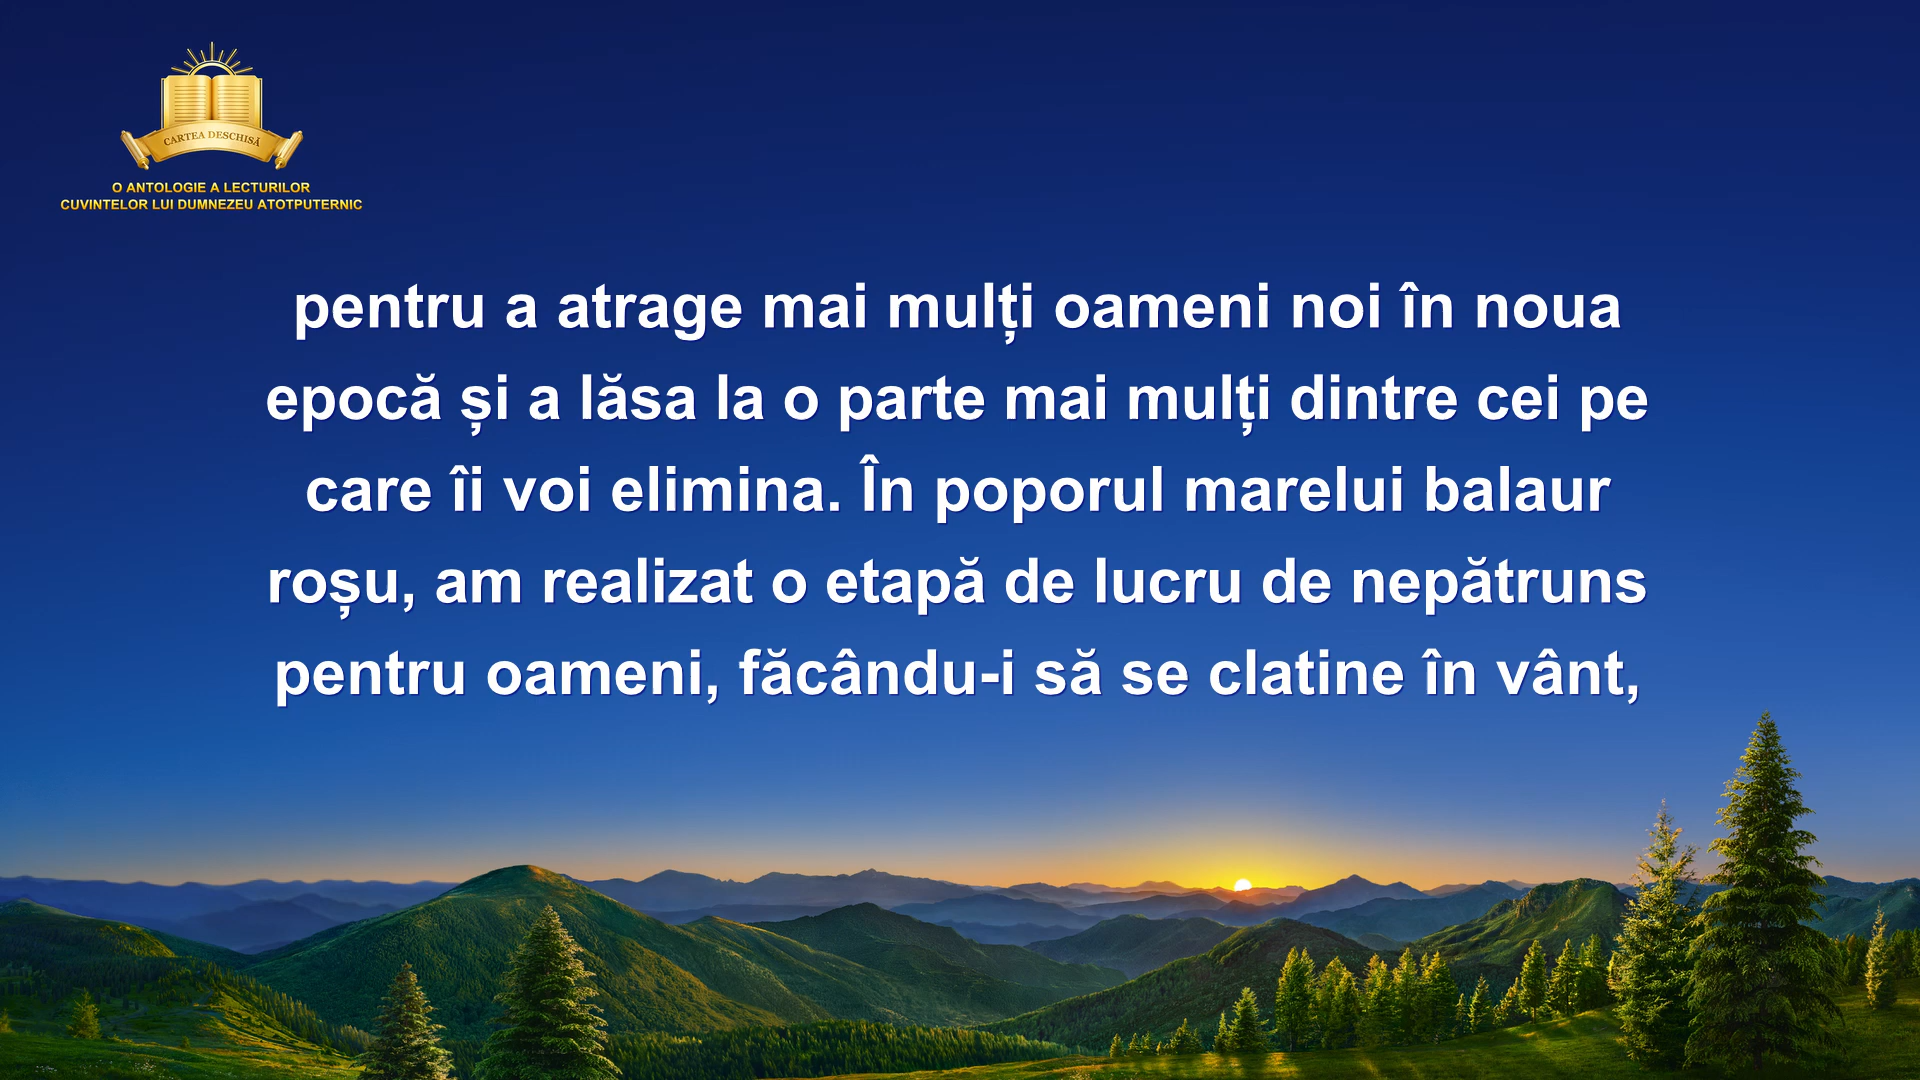 CARTEA DESCHISĂ
O ANTOLOGIE A LECTURILOR
CUVINTELOR LUI DUMNEZEU ATOTPUTERNIC
pentru a atrage mai mulți oameni noi în noua
epocă și a lăsa la o parte mai mulți dintre cei pe
care îi voi elimina. În poporul marelui balaur
roșu, am realizat o etapă de lucru de nepătruns
pentru oameni, făcându-i să se clatine în vânt,